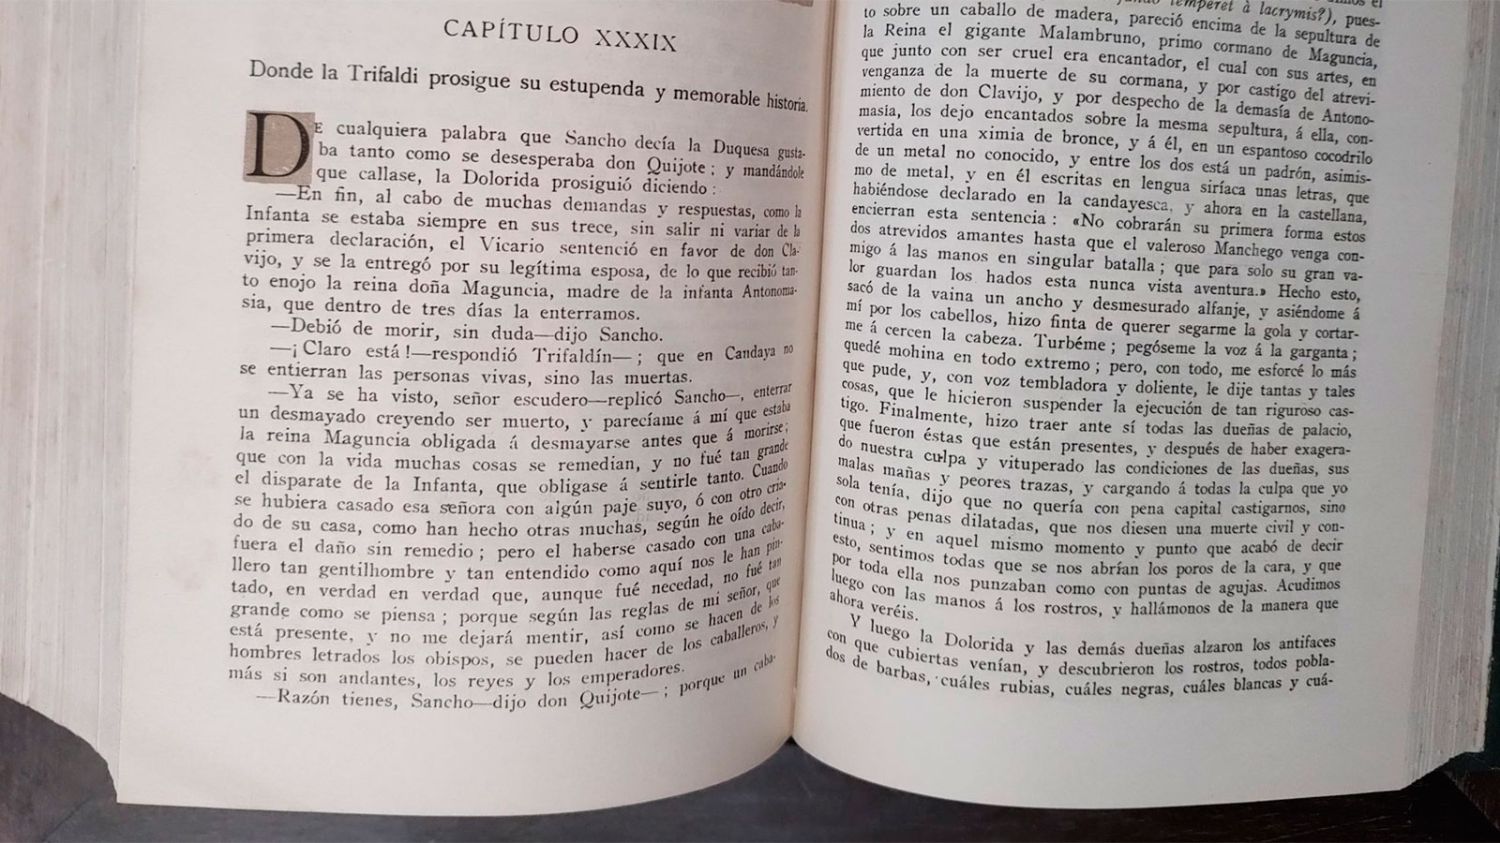 CAPÍTULO XXXIX
Donde la Trifaldi prosigue su estupenda y memorable historia.
DE cualquiera palabra que Sancho decía la Duquesa gusta-
ba tanto como se desesperaba don Quijote; y mandándole
que callase, la Dolorida prosiguió diciendo:
—En fin, al cabo de muchas demandas y respuestas, como la
Infanta se estaba siempre en sus trece, sin salir ni variar de la
primera declaración, el Vicario sentenció en favor de don Cla-
vijo, y se la entregó por su legítima esposa, de lo que recibió tan-
to enojo la reina doña Maguncia, madre de la infanta Antonoma-
sia, que dentro de tres días la enterramos.
—Debió de morir, sin duda—dijo Sancho.
—¡Claro está!—respondió Trifaldín—; que en Candaya no
se entierran las personas vivas, sino las muertas.
—Ya se ha visto, señor escudero—replicó Sancho—, enterrar
un desmayado creyendo ser muerto, y parecíame á mí que estaba
la reina Maguncia obligada á desmayarse antes que á morirse;
que con la vida muchas cosas se remedian, y no fué tan grande
el disparate de la Infanta, que obligase á sentirle tanto. Cuando
se hubiera casado esa señora con algún paje suyo, ó con otro cria-
do de su casa, como han hecho otras muchas, según he oído decir,
fuera el daño sin remedio; pero el haberse casado con una caba-
llero tan gentilhombre y tan entendido como aquí nos le han pin-
tado, en verdad en verdad que, aunque fué necedad, no fué tan
grande como se piensa; porque según las reglas de mi señor, que
está presente, y no me dejará mentir, así como se hacen de los
hombres letrados los obispos, se pueden hacer de los caballeros, y
más si son andantes, los reyes y los emperadores.
—Razón tienes, Sancho—dijo don Quijote—; porque un caba-
temperet à lacrymis?), pues-
to sobre un caballo de madera, pareció encima de la sepultura de
la Reina el gigante Malambruno, primo cormano de Maguncia,
que junto con ser cruel era encantador, el cual con sus artes, en
venganza de la muerte de su cormana, y por castigo del atrevi-
miento de don Clavijo, y por despecho de la demasía de Antono-
masia, los dejo encantados sobre la mesma sepultura, á ella, con-
vertida en una ximia de bronce, y á él, en un espantoso cocodrilo
de un metal no conocido, y entre los dos está un padrón, asimis-
mo de metal, y en él escritas en lengua siríaca unas letras, que
habiéndose declarado en la candayesca, y ahora en la castellana,
encierran esta sentencia: «No cobrarán su primera forma estos
dos atrevidos amantes hasta que el valeroso Manchego venga con-
migo á las manos en singular batalla; que para solo su gran va-
lor guardan los hados esta nunca vista aventura.» Hecho esto,
sacó de la vaina un ancho y desmesurado alfanje, y asiéndome á
mí por los cabellos, hizo finta de querer segarme la gola y cortar-
me á cercen la cabeza. Turbéme; pegóseme la voz á la garganta;
quedé mohina en todo extremo; pero, con todo, me esforcé lo más
que pude, y, con voz tembladora y doliente, le dije tantas y tales
cosas, que le hicieron suspender la ejecución de tan riguroso cas-
tigo. Finalmente, hizo traer ante sí todas las dueñas de palacio,
que fueron éstas que están presentes, y después de haber exagera-
do nuestra culpa y vituperado las condiciones de las dueñas, sus
malas mañas y peores trazas, y cargando á todas la culpa que yo
sola tenía, dijo que no quería con pena capital castigarnos, sino
con otras penas dilatadas, que nos diesen una muerte civil y con-
tinua; y en aquel mismo momento y punto que acabó de decir
esto, sentimos todas que se nos abrían los poros de la cara, y que
por toda ella nos punzaban como con puntas de agujas. Acudimos
luego con las manos á los rostros, y hallámonos de la manera que
ahora veréis.
Y luego la Dolorida y las demás dueñas alzaron los antifaces
con que cubiertas venían, y descubrieron los rostros, todos pobla-
dos de barbas, cuáles rubias, cuáles negras, cuáles blancas y cuá-